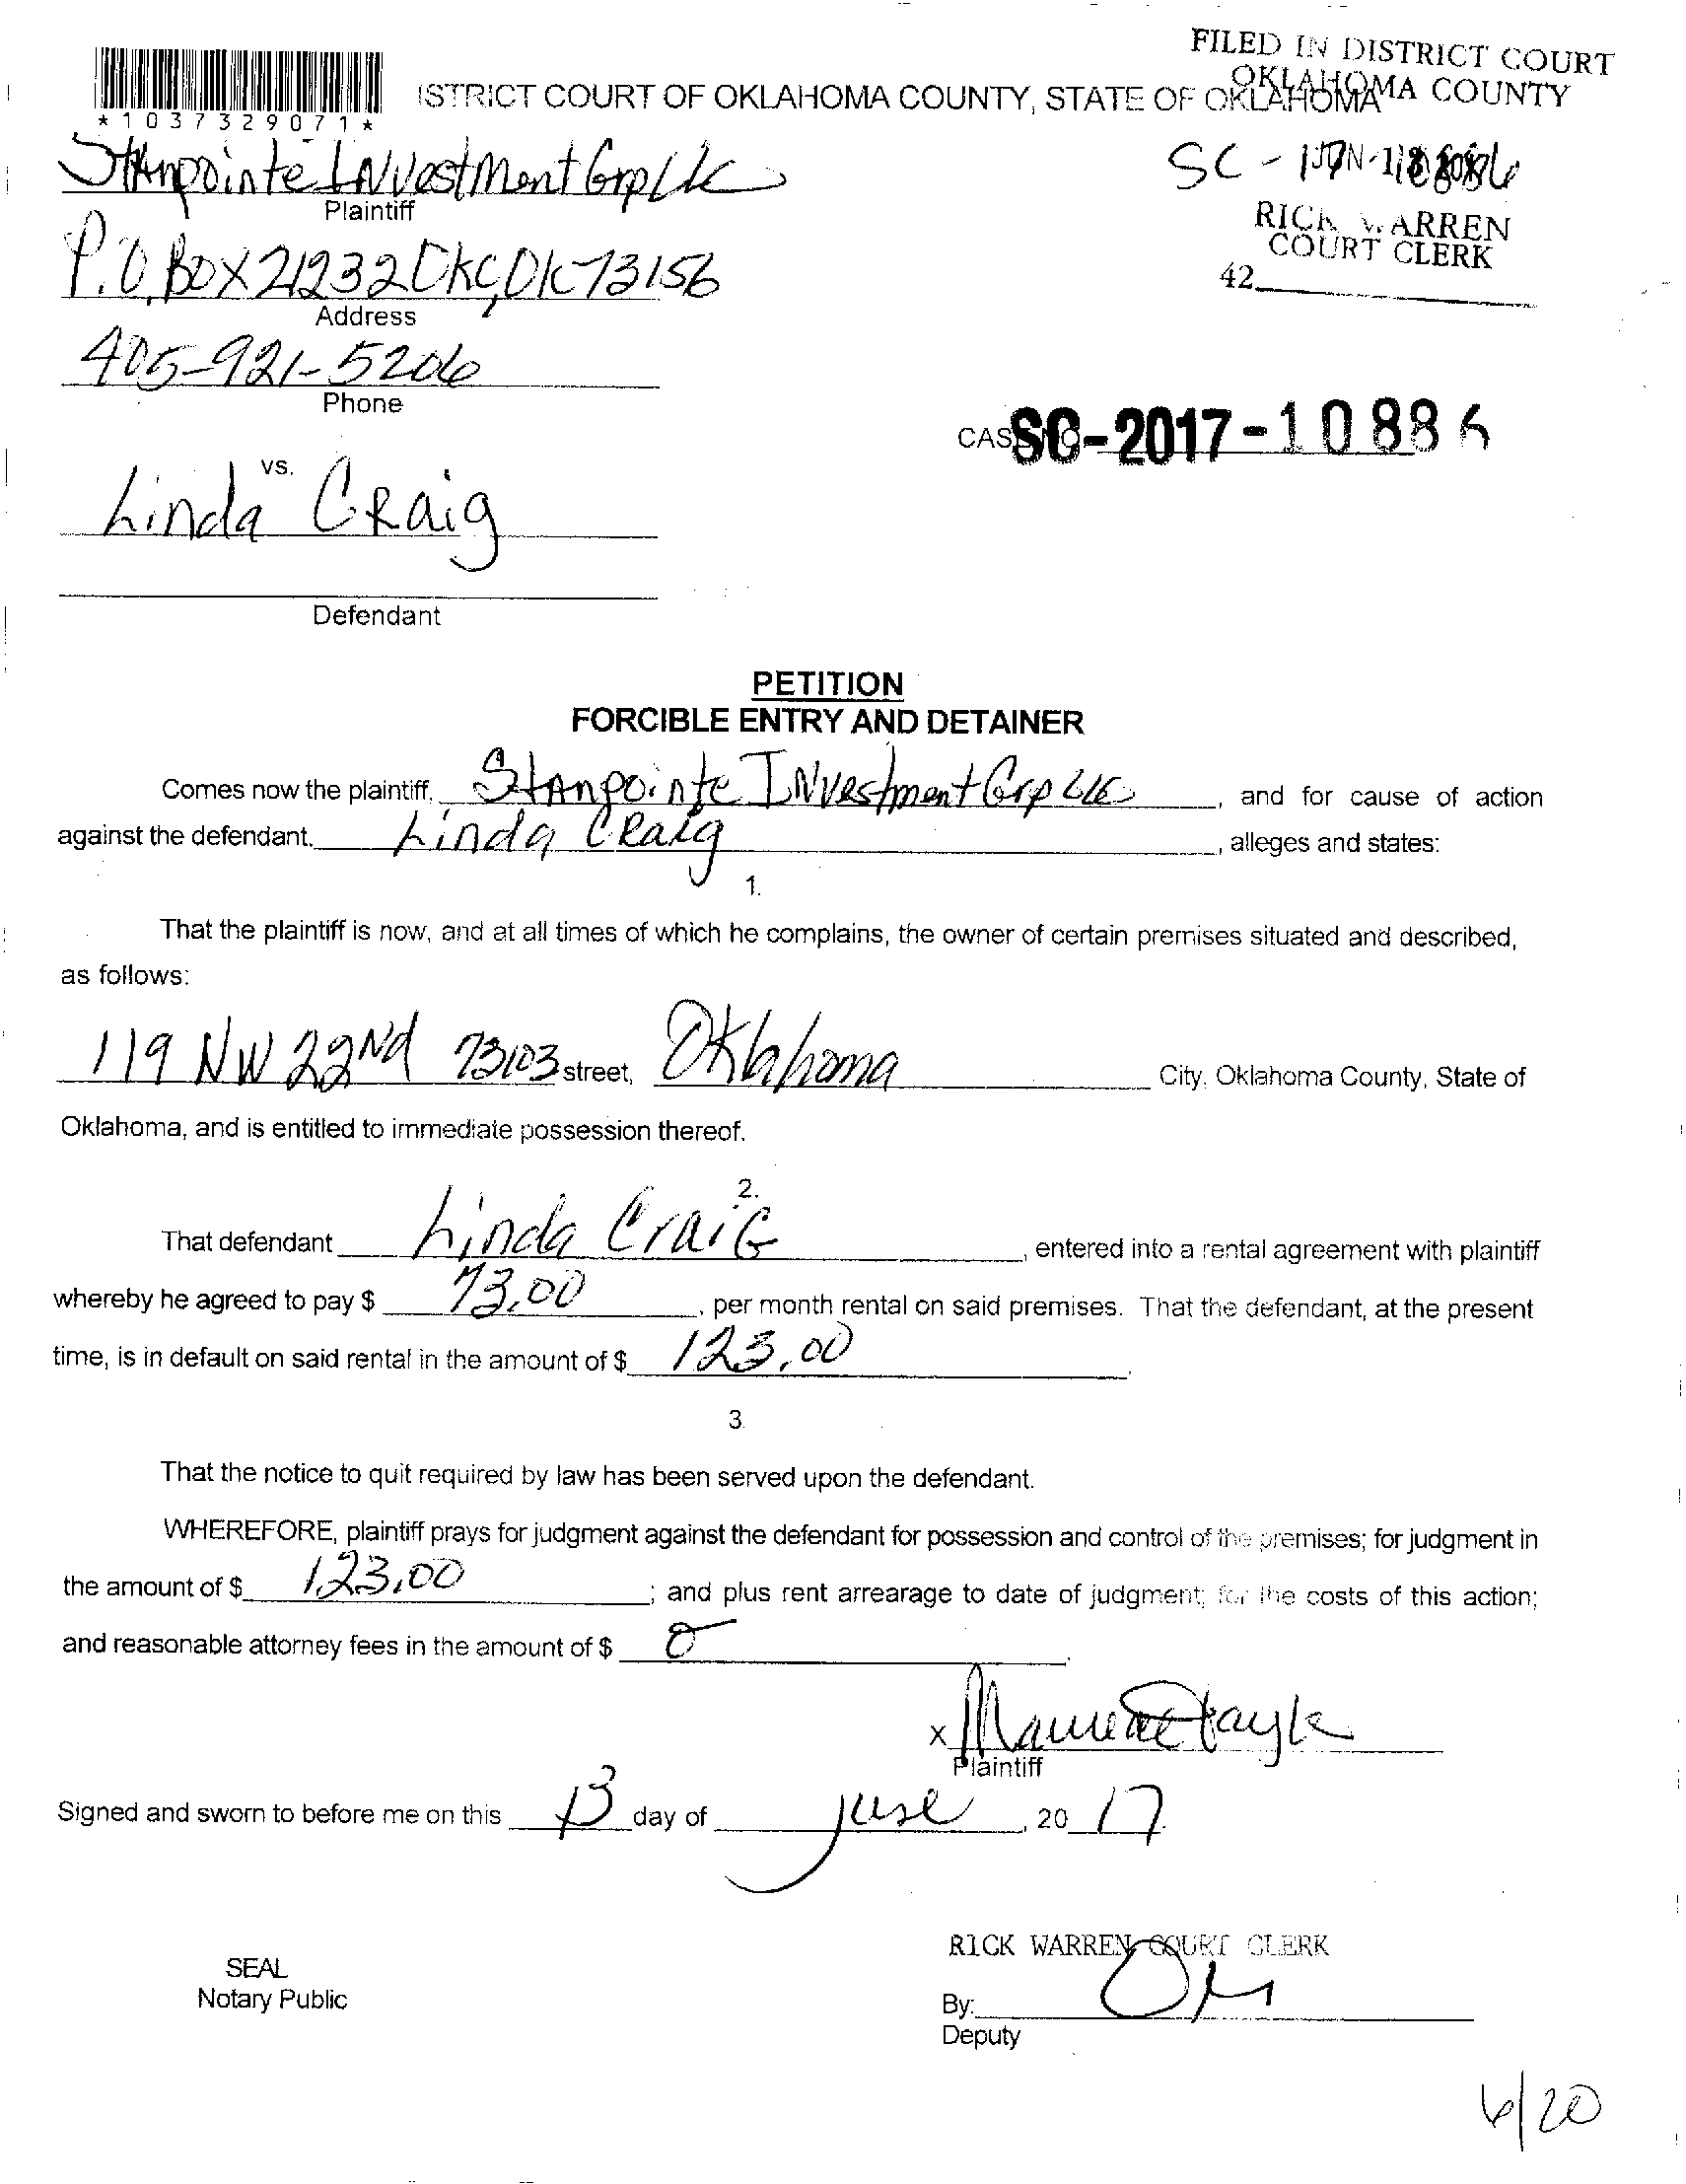 FILED IN DISTRICT COURT
OKLAHOMA COUNTY
*1037329071*
ISTRICT COURT OF OKLAHOMA COUNTY, STATE OF OKLAHOMA
StAnpointe INvestment Grp LLC
Plaintiff
SC - 17-10886
RICK WARREN
COURT CLERK
42
P.O. Box 21232 OKC, OK 73156
Address
405-921-5206
Phone
CAS SC-2017-10886
vs.
Linda CRaig
Defendant
PETITION
FORCIBLE ENTRY AND DETAINER
Comes now the plaintiff, StAnpointe INvestment Grp LLC, and for cause of action
against the defendant, Linda CRaig, alleges and states:
1.
That the plaintiff is now, and at all times of which he complains, the owner of certain premises situated and described,
as follows:
119 NW 22Nd 73103 street, Oklahoma City, Oklahoma County, State of
Oklahoma, and is entitled to immediate possession thereof.
2.
That defendant Linda CraiG, entered into a rental agreement with plaintiff
whereby he agreed to pay $ 73.00, per month rental on said premises. That the defendant, at the present
time, is in default on said rental in the amount of $ 123.00.
3.
That the notice to quit required by law has been served upon the defendant.
WHEREFORE, plaintiff prays for judgment against the defendant for possession and control of the premises; for judgment in
the amount of $ 123.00; and plus rent arrearage to date of judgment; for the costs of this action;
and reasonable attorney fees in the amount of $ 0.
X
Plaintiff
Signed and sworn to before me on this 13 day of June, 20 17.
RICK WARREN COURT CLERK
SEAL
Notary Public
By:
Deputy
6/20